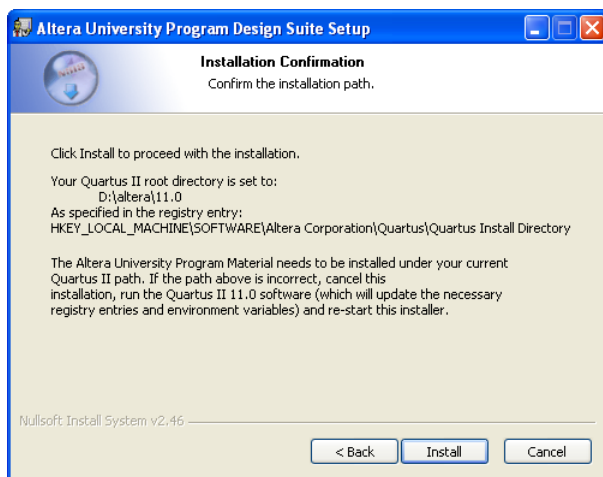 Altera University Program Design Suite Setup
Installation Confirmation
Confirm the installation path.
Click Install to proceed with the installation.
Your Quartus II root directory is set to:
D:\altera\11.0
As specified in the registry entry:
HKEY_LOCAL_MACHINE\SOFTWARE\Altera Corporation\Quartus\Quartus Install Directory
The Altera University Program Material needs to be installed under your current
Quartus II path. If the path above is incorrect, cancel this
installation, run the Quartus II 11.0 software (which will update the necessary
registry entries and environment variables) and re-start this installer.
Nullsoft Install System v2.46
< Back Install Cancel